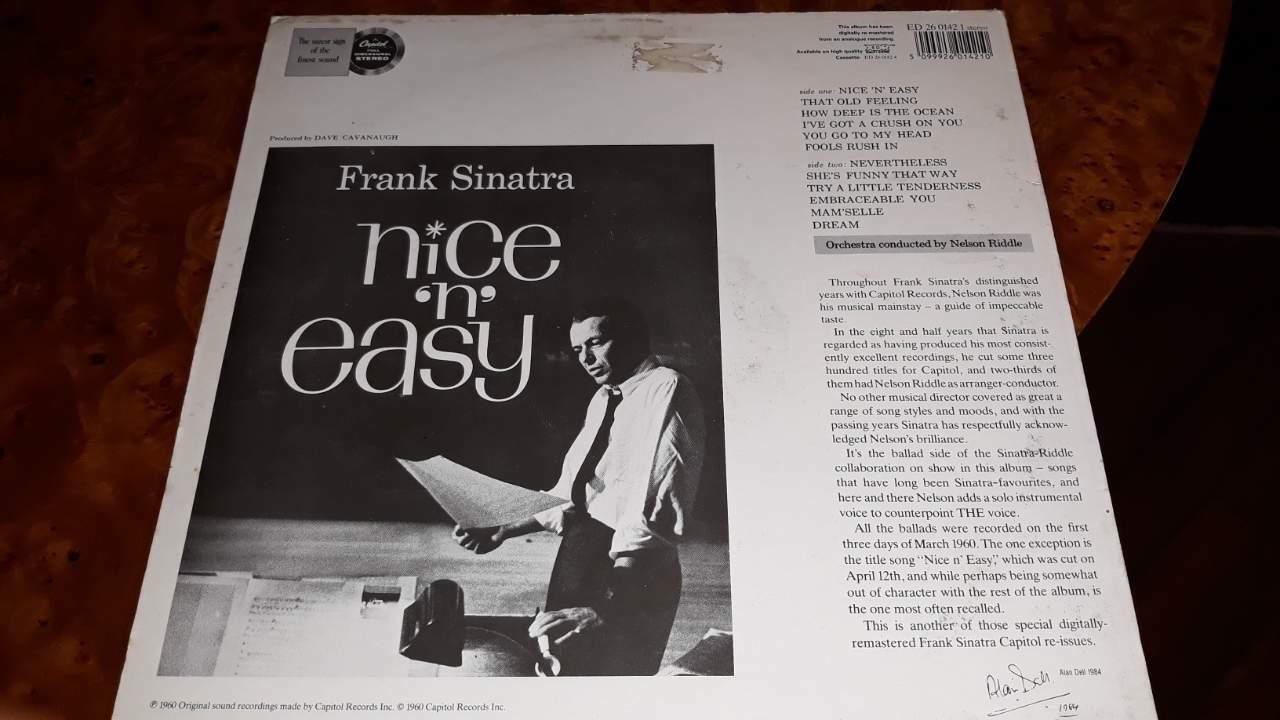 The surest sign
of the
finest sound
Capitol
FULL
DIMENSIONAL
STEREO
This album has been
digitally re mastered
from an analogue recording.
Available on high quality
Cassette ED 26 0142 4
ED 26 0142 1 stereo
5 099926 014210
Produced by DAVE CAVANAUGH
Frank Sinatra
nice
'n'
easy
side one: NICE 'N' EASY
THAT OLD FEELING
HOW DEEP IS THE OCEAN
I'VE GOT A CRUSH ON YOU
YOU GO TO MY HEAD
FOOLS RUSH IN
side two: NEVERTHELESS
SHE'S FUNNY THAT WAY
TRY A LITTLE TENDERNESS
EMBRACEABLE YOU
MAM'SELLE
DREAM
Orchestra conducted by Nelson Riddle
Throughout Frank Sinatra's distinguished
years with Capitol Records, Nelson Riddle was
his musical mainstay – a guide of impeccable
taste.
In the eight and half years that Sinatra is
regarded as having produced his most consist-
ently excellent recordings, he cut some three
hundred titles for Capitol, and two-thirds of
them had Nelson Riddle as arranger-conductor.
No other musical director covered as great a
range of song styles and moods, and with the
passing years Sinatra has respectfully acknow-
ledged Nelson's brilliance.
It's the ballad side of the Sinatra-Riddle
collaboration on show in this album – songs
that have long been Sinatra-favourites, and
here and there Nelson adds a solo instrumental
voice to counterpoint THE voice.
All the ballads were recorded on the first
three days of March 1960. The one exception is
the title song "Nice n' Easy," which was cut on
April 12th, and while perhaps being somewhat
out of character with the rest of the album, is
the one most often recalled.
This is another of those special digitally-
remastered Frank Sinatra Capitol re-issues.
Alan Dell
1984
Alan Dell 1984
℗ 1960 Original sound recordings made by Capitol Records Inc. © 1960 Capitol Records Inc.